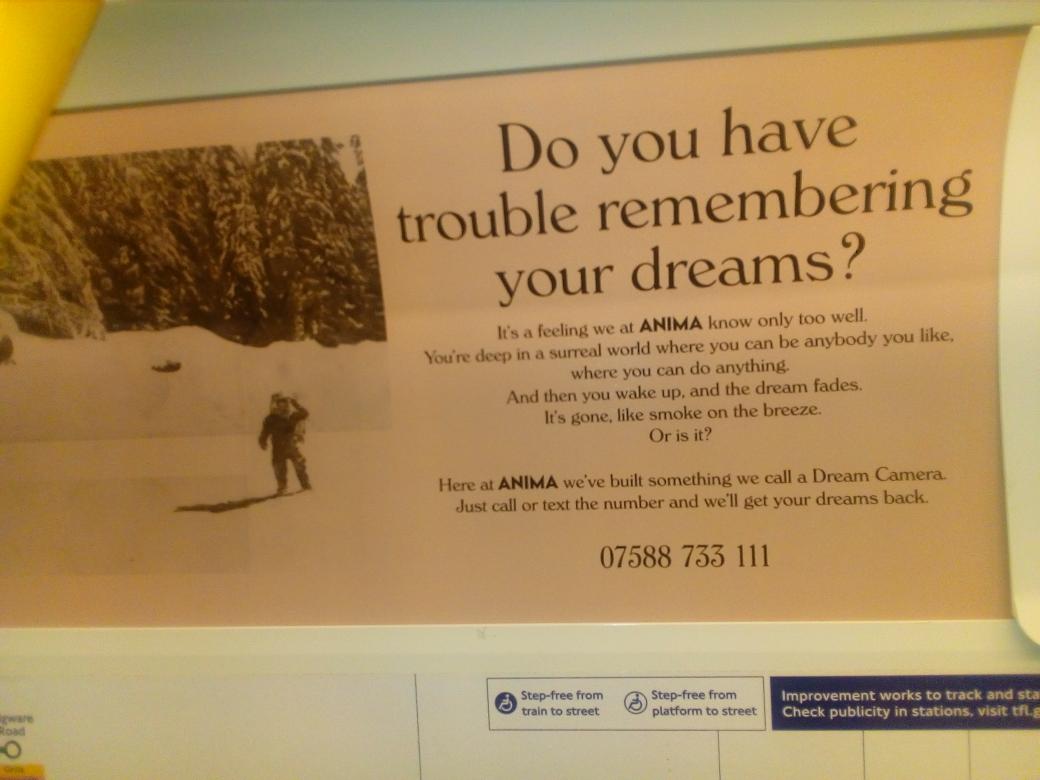 Do you have
trouble remembering
your dreams?
It's a feeling we at ANIMA know only too well.
You're deep in a surreal world where you can be anybody you like,
where you can do anything.
And then you wake up, and the dream fades.
It's gone, like smoke on the breeze.
Or is it?
Here at ANIMA we've built something we call a Dream Camera.
Just call or text the number and we'll get your dreams back.
07588 733 111
Step-free from
train to street
Step-free from
platform to street
Improvement works to track and sta
Check publicity in stations, visit tfl.g
gware
Road